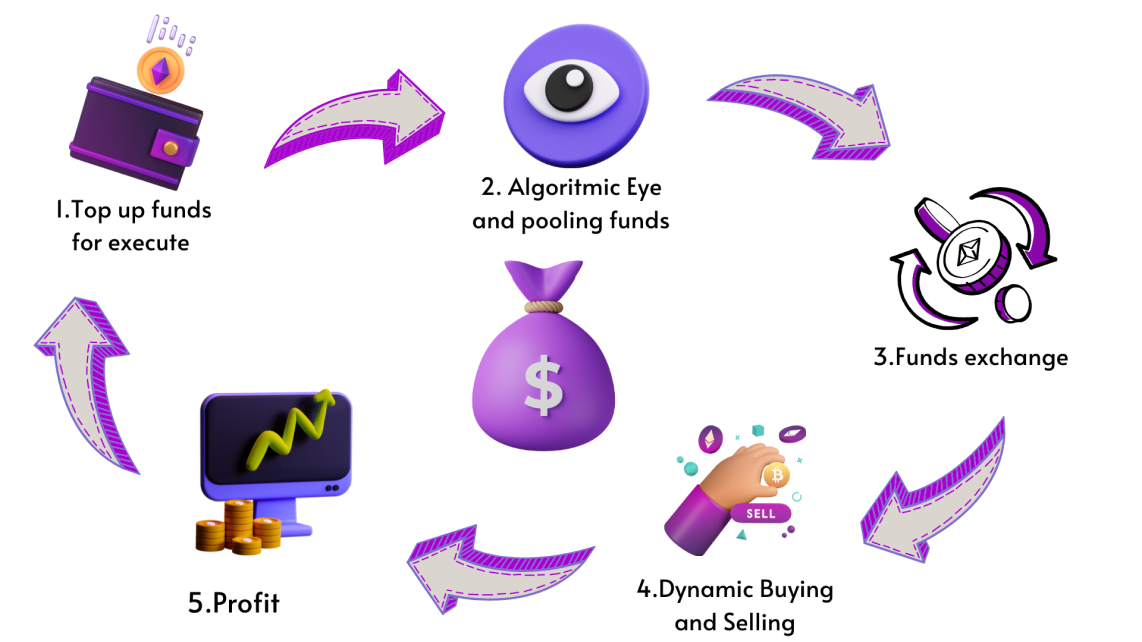 1.Top up funds
for execute
2. Algoritmic Eye
and pooling funds
3.Funds exchange
$
SELL
4.Dynamic Buying
and Selling
5.Profit